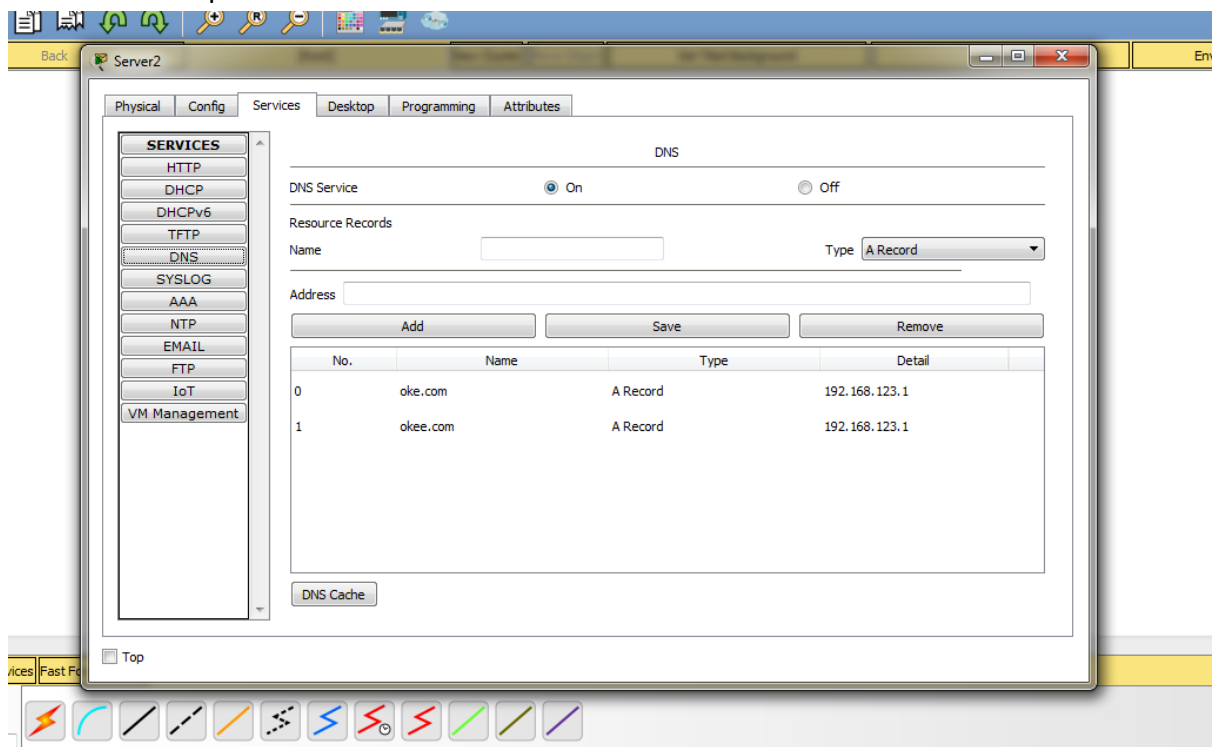 Back
Env
Server2
Physical Config Services Desktop Programming Attributes
SERVICES
HTTP
DHCP
DHCPv6
TFTP
DNS
SYSLOG
AAA
NTP
EMAIL
FTP
IoT
VM Management
DNS
DNS Service On Off
Resource Records
Name Type A Record
Address
Add Save Remove
No. Name Type Detail
0 oke.com A Record 192.168.123.1
1 okee.com A Record 192.168.123.1
DNS Cache
Top
vices Fast Fo